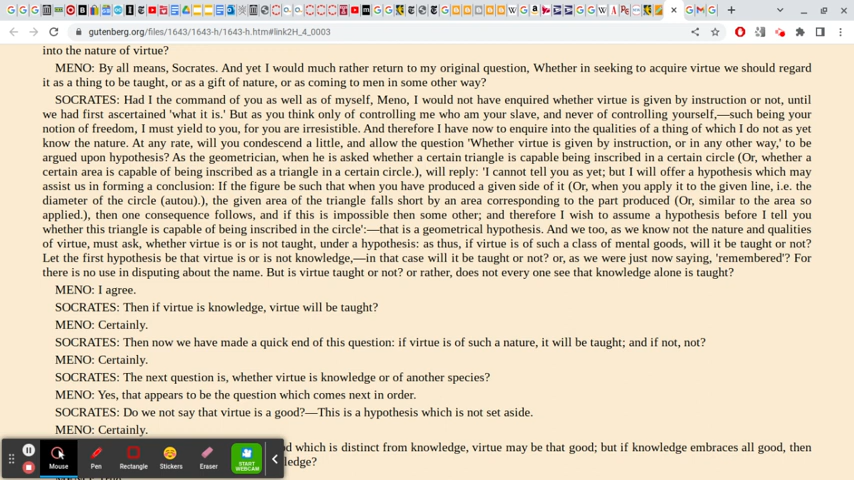 gutenberg.org/files/1643/1643-h/1643-h.htm#link2H_4_0003
into the nature of virtue?
MENO: By all means, Socrates. And yet I would much rather return to my original question, Whether in seeking to acquire virtue we should regard
it as a thing to be taught, or as a gift of nature, or as coming to men in some other way?
SOCRATES: Had I the command of you as well as of myself, Meno, I would not have enquired whether virtue is given by instruction or not, until
we had first ascertained 'what it is.' But as you think only of controlling me who am your slave, and never of controlling yourself,—such being your
notion of freedom, I must yield to you, for you are irresistible. And therefore I have now to enquire into the qualities of a thing of which I do not as yet
know the nature. At any rate, will you condescend a little, and allow the question 'Whether virtue is given by instruction, or in any other way,' to be
argued upon hypothesis? As the geometrician, when he is asked whether a certain triangle is capable being inscribed in a certain circle (Or, whether a
certain area is capable of being inscribed as a triangle in a certain circle.), will reply: 'I cannot tell you as yet; but I will offer a hypothesis which may
assist us in forming a conclusion: If the figure be such that when you have produced a given side of it (Or, when you apply it to the given line, i.e. the
diameter of the circle (autou).), the given area of the triangle falls short by an area corresponding to the part produced (Or, similar to the area so
applied.), then one consequence follows, and if this is impossible then some other; and therefore I wish to assume a hypothesis before I tell you
whether this triangle is capable of being inscribed in the circle':—that is a geometrical hypothesis. And we too, as we know not the nature and qualities
of virtue, must ask, whether virtue is or is not taught, under a hypothesis: as thus, if virtue is of such a class of mental goods, will it be taught or not?
Let the first hypothesis be that virtue is or is not knowledge,—in that case will it be taught or not? or, as we were just now saying, 'remembered'? For
there is no use in disputing about the name. But is virtue taught or not? or rather, does not every one see that knowledge alone is taught?
MENO: I agree.
SOCRATES: Then if virtue is knowledge, virtue will be taught?
MENO: Certainly.
SOCRATES: Then now we have made a quick end of this question: if virtue is of such a nature, it will be taught; and if not, not?
MENO: Certainly.
SOCRATES: The next question is, whether virtue is knowledge or of another species?
MENO: Yes, that appears to be the question which comes next in order.
SOCRATES: Do we not say that virtue is a good?—This is a hypothesis which is not set aside.
MENO: Certainly.
which is distinct from knowledge, virtue may be that good; but if knowledge embraces all good, then
Mouse Pen Rectangle Stickers Eraser START WEBCAM